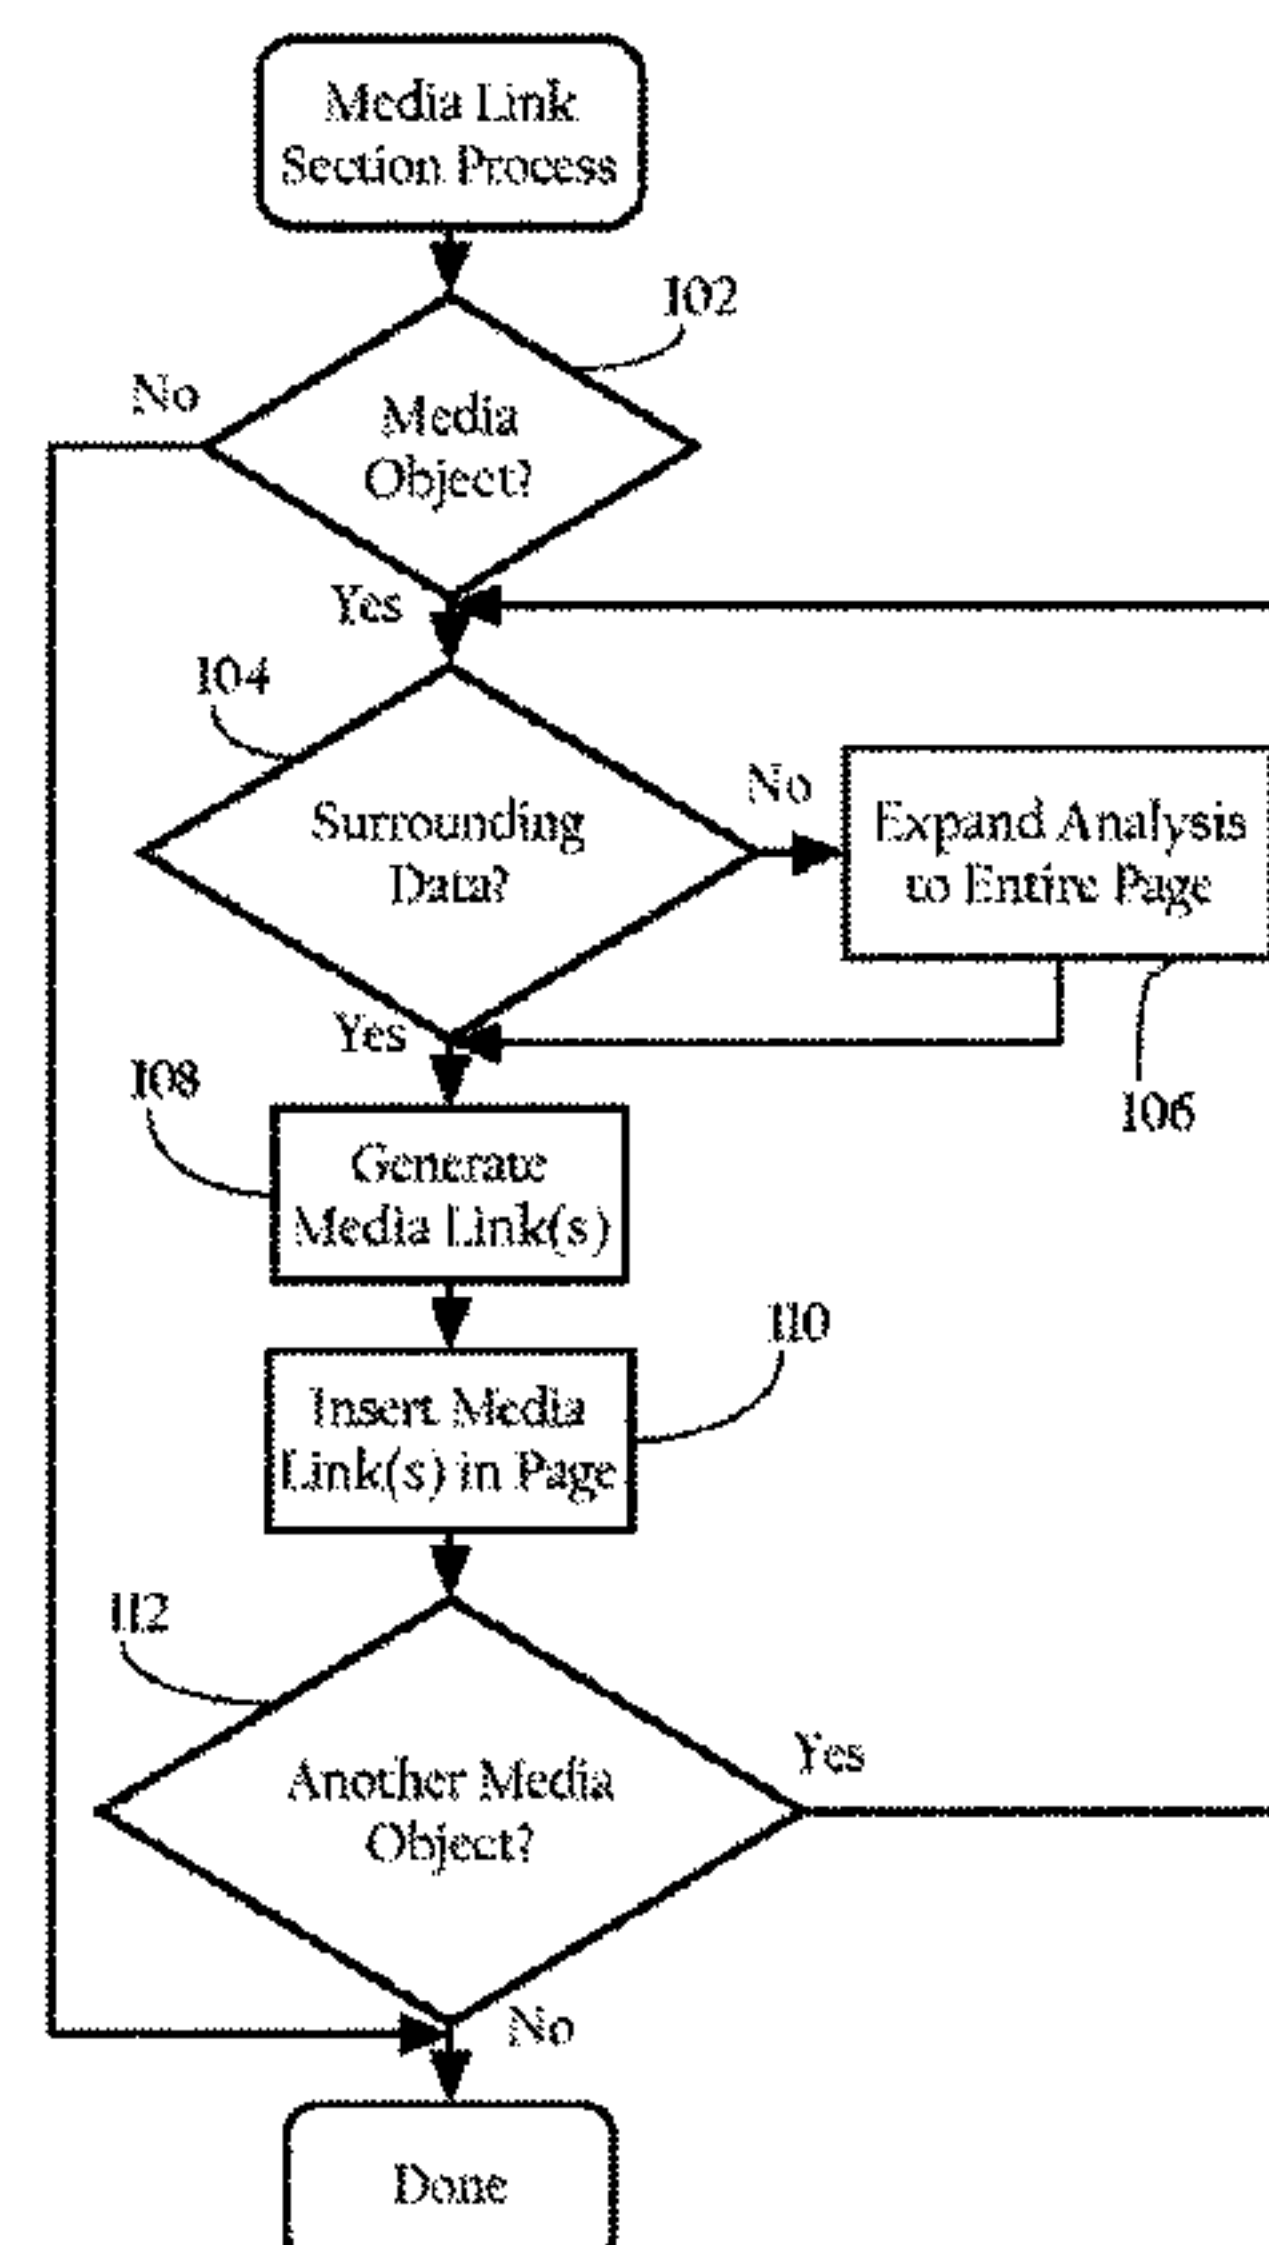 Media Link
Section Process
102
No
Media
Object?
Yes
104
Surrounding
Data?
No
Expand Analysis
to Entire Page
Yes
106
108
Generate
Media Link(s)
110
Insert Media
Link(s) in Page
112
Another Media
Object?
Yes
No
Done